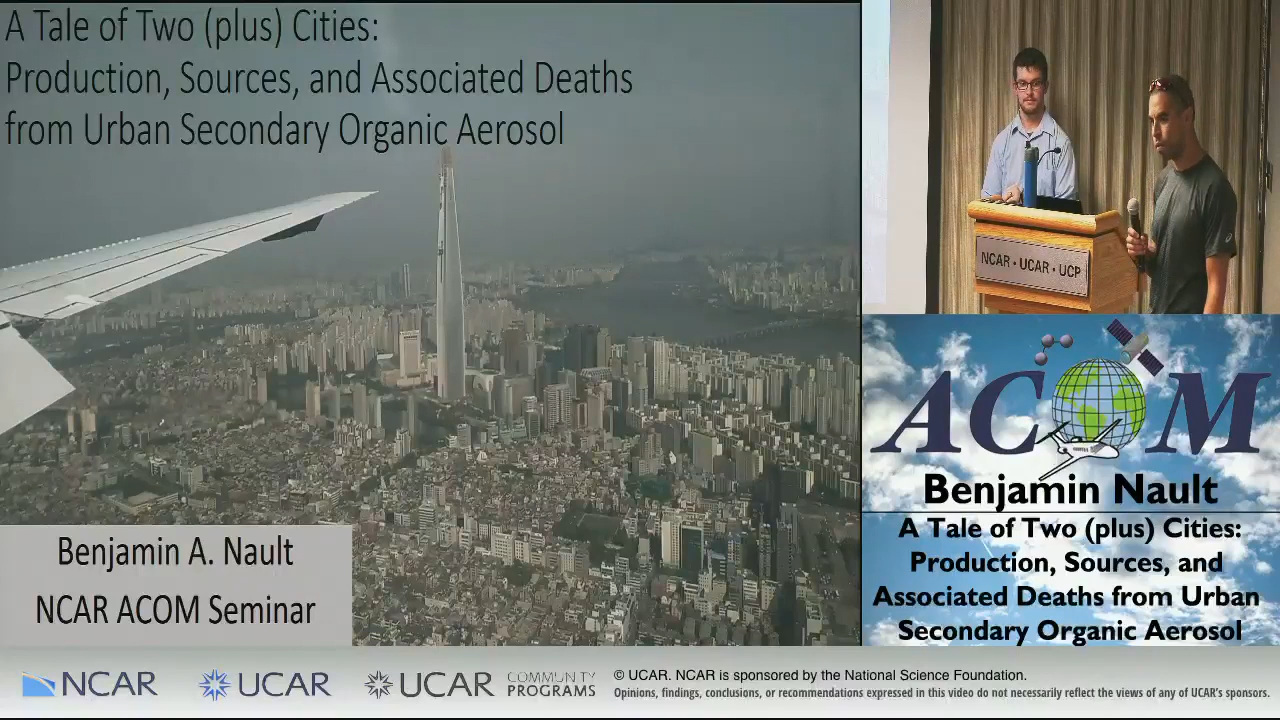 A Tale of Two (plus) Cities:
Production, Sources, and Associated Deaths
from Urban Secondary Organic Aerosol
Benjamin A. Nault
NCAR ACOM Seminar
NCAR • UCAR • UCP
ACOM
Benjamin Nault
A Tale of Two (plus) Cities:
Production, Sources, and
Associated Deaths from Urban
Secondary Organic Aerosol
NCAR
UCAR
UCAR
COMMUNITY
PROGRAMS
© UCAR. NCAR is sponsored by the National Science Foundation.
Opinions, findings, conclusions, or recommendations expressed in this video do not necessarily reflect the views of any of UCAR's sponsors.